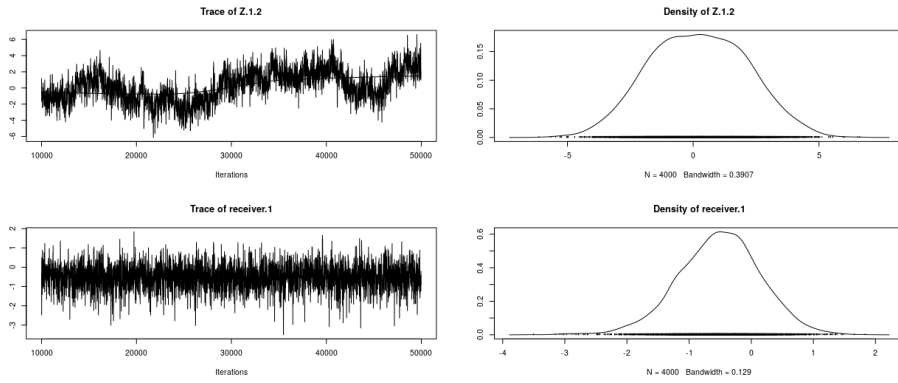 Trace of Z.1.2
6
4
2
0
-2
-4
-6
10000 20000 30000 40000 50000
Iterations
Density of Z.1.2
0.15
0.10
0.05
0.00
-5 0 5
N = 4000 Bandwidth = 0.3907
Trace of receiver.1
2
1
0
-1
-2
-3
10000 20000 30000 40000 50000
Iterations
Density of receiver.1
0.6
0.4
0.2
0.0
-4 -3 -2 -1 0 1 2
N = 4000 Bandwidth = 0.129